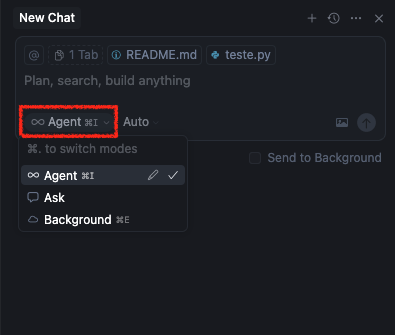 New Chat
@ 1 Tab README.md teste.py
Plan, search, build anything
Agent ⌘I Auto
⌘. to switch modes
Send to Background
Agent ⌘I
Ask
Background ⌘E